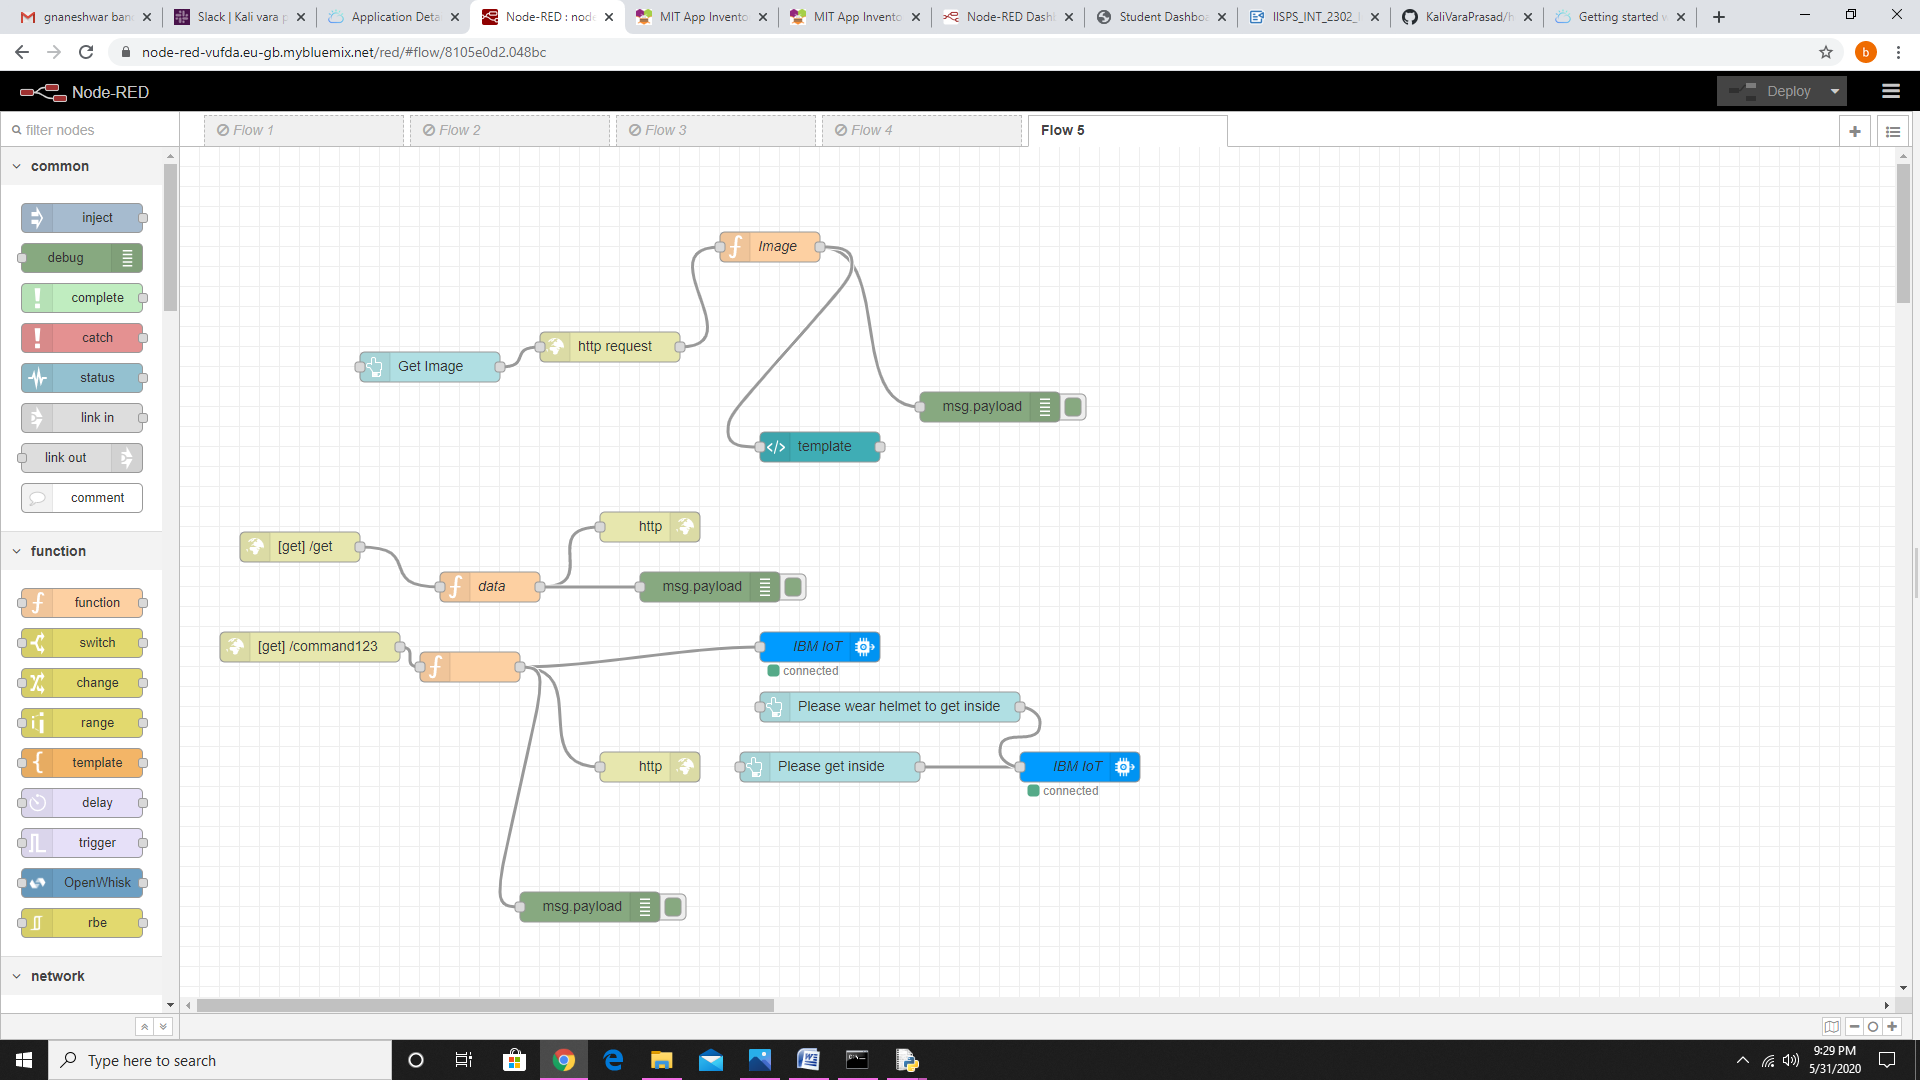 gnaneshwar ban
Slack | Kali vara p
Application Deta
Node-RED : node
MIT App Invento
MIT App Invento
Node-RED Dash
Student Dashboa
IISPS_INT_2302_
KaliVaraPrasad/h
Getting started w
node-red-vufda.eu-gb.mybluemix.net/red/#flow/8105e0d2.048bc
b
Node-RED
Deploy
filter nodes
Flow 1
Flow 2
Flow 3
Flow 4
Flow 5
common
inject
debug
complete
catch
status
link in
link out
comment
function
function
switch
change
range
template
delay
trigger
OpenWhisk
rbe
network
Image
http request
Get Image
msg.payload
template
http
[get] /get
data
msg.payload
[get] /command123
IBM IoT
connected
Please wear helmet to get inside
http
Please get inside
IBM IoT
connected
msg.payload
Type here to search
9:29 PM
5/31/2020